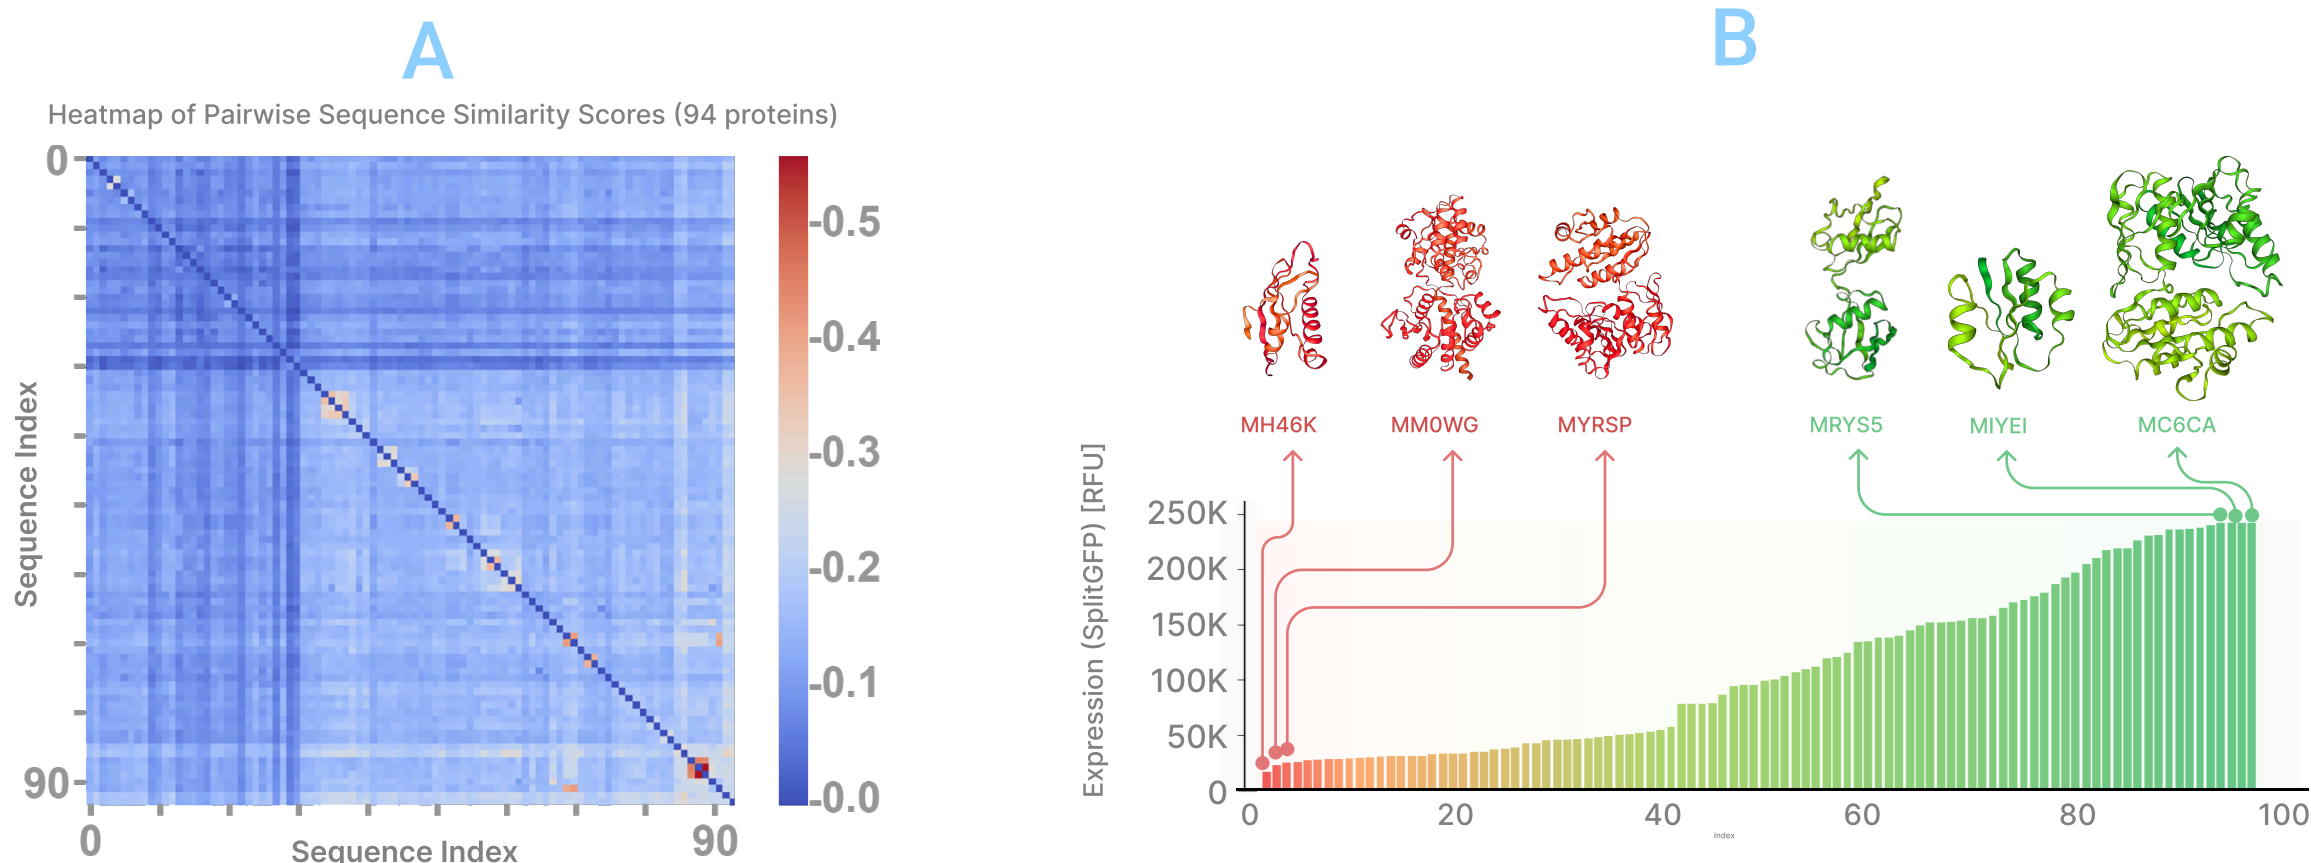 A
Heatmap of Pairwise Sequence Similarity Scores (94 proteins)
0
90
Sequence Index
0
90
Sequence Index
0.5
0.4
0.3
0.2
0.1
0.0
B
MH46K
MM0WG
MYRSP
MRYS5
MIYEI
MC6CA
Expression (SplitGFP) [RFU]
250K
200K
150K
100K
50K
0
0
20
40
60
80
100
Index